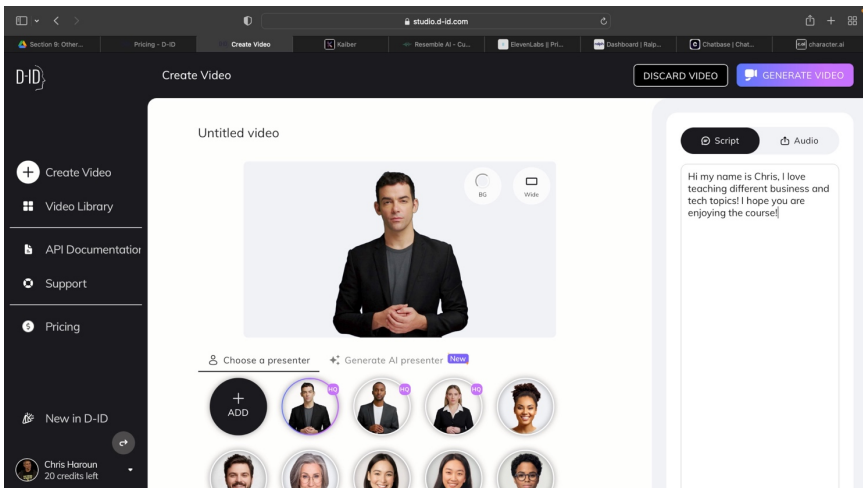 studio.d-id.com
Section 9: Other... Pricing - D-ID Create Video Kaiber Resemble AI - Cu... ElevenLabs || Pri... Dashboard | Ralp... Chatbase | Chat... character.ai
D-ID
Create Video
DISCARD VIDEO
GENERATE VIDEO
Create Video
Video Library
API Documentation
Support
Pricing
New in D-ID
Chris Haroun
20 credits left
Untitled video
BG
Wide
Choose a presenter
Generate AI presenter New
ADD
HQ
HQ
HQ
Script
Audio
Hi my name is Chris, I love
teaching different business and
tech topics! I hope you are
enjoying the course!